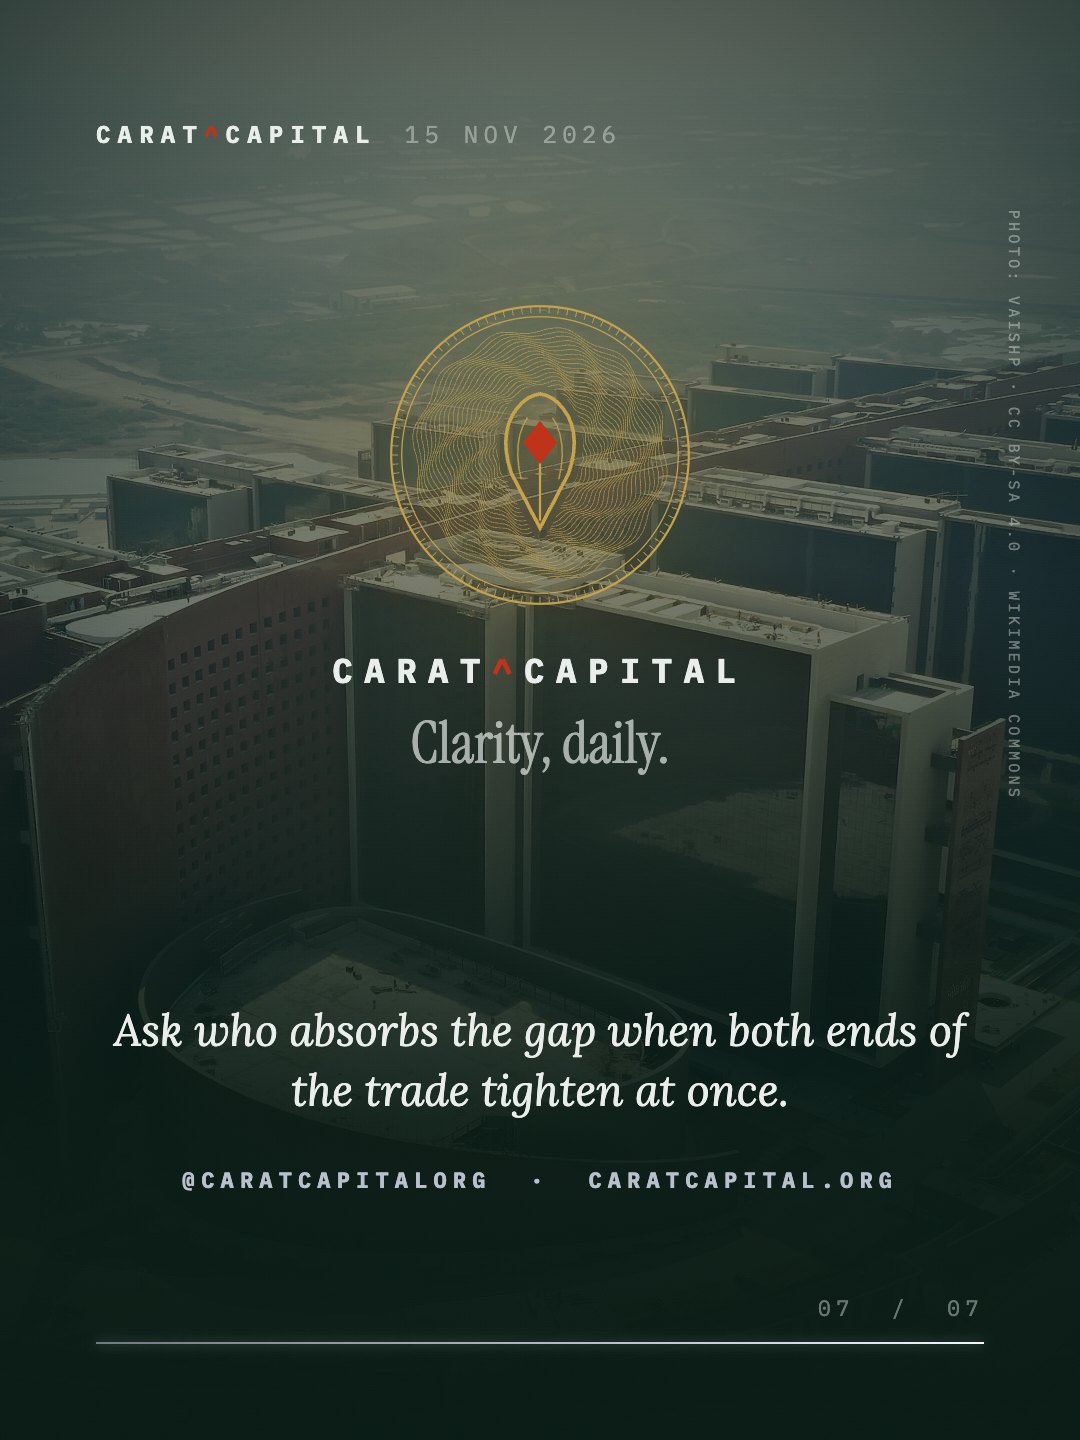 CARAT^CAPITAL 15 NOV 2026
PHOTO: VAISHP · CC BY-SA 4.0 · WIKIMEDIA COMMONS
CARAT^CAPITAL
Clarity, daily.
Ask who absorbs the gap when both ends of
the trade tighten at once.
@CARATCAPITALORG · CARATCAPITAL.ORG
07 / 07